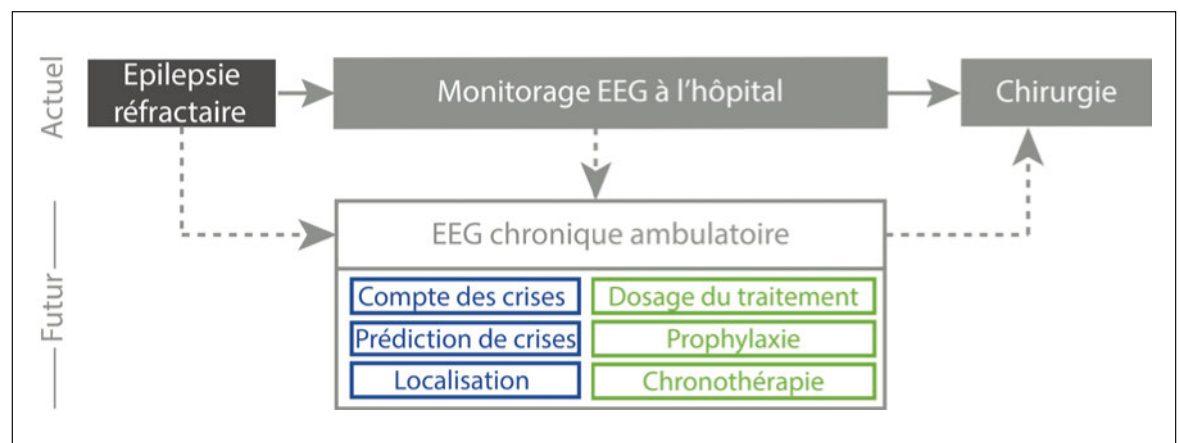 Actuel
Epilepsie
réfractaire
Monitorage EEG à l'hôpital
Chirurgie
Futur
EEG chronique ambulatoire
Compte des crises
Dosage du traitement
Prédiction de crises
Prophylaxie
Localisation
Chronothérapie